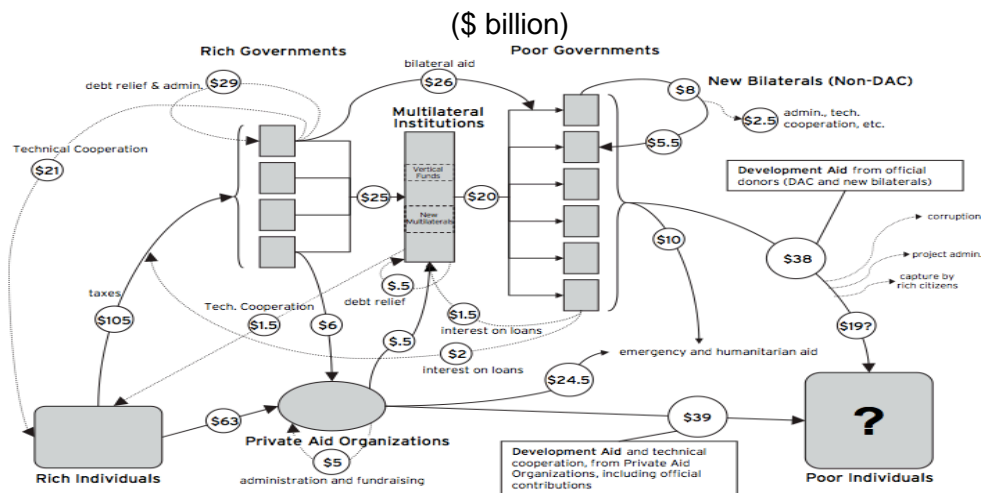 ($ billion)
Rich Governments
Poor Governments
bilateral aid
$26
debt relief & admin.
$29
$8
New Bilaterals (Non-DAC)
$2.5
admin., tech.
cooperation, etc.
$5.5
Multilateral
Institutions
Technical Cooperation
$21
Vertical
Funds
New
Multilaterals
$25
$20
Development Aid from official
donors (DAC and new bilaterals)
corruption
$10
$38
project admin.
capture by
rich citizens
$.5
debt relief
taxes
$105
Tech. Cooperation
$1.5
$6
$.5
$1.5
interest on loans
$2
interest on loans
$19?
emergency and humanitarian aid
$24.5
$63
$39
?
Private Aid Organizations
$5
administration and fundraising
Development Aid and technical
cooperation, from Private Aid
Organizations, including official
contributions
Rich Individuals
Poor Individuals